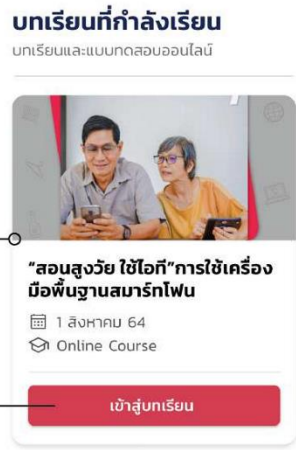 บทเรียนที่กำลังเรียน
บทเรียนและแบบทดสอบออนไลน์
“สอนสูงวัย ใช้ไอที”การใช้เครื่อง
มือพื้นฐานสมาร์ทโฟน
1 สิงหาคม 64
Online Course
เข้าสู่บทเรียน